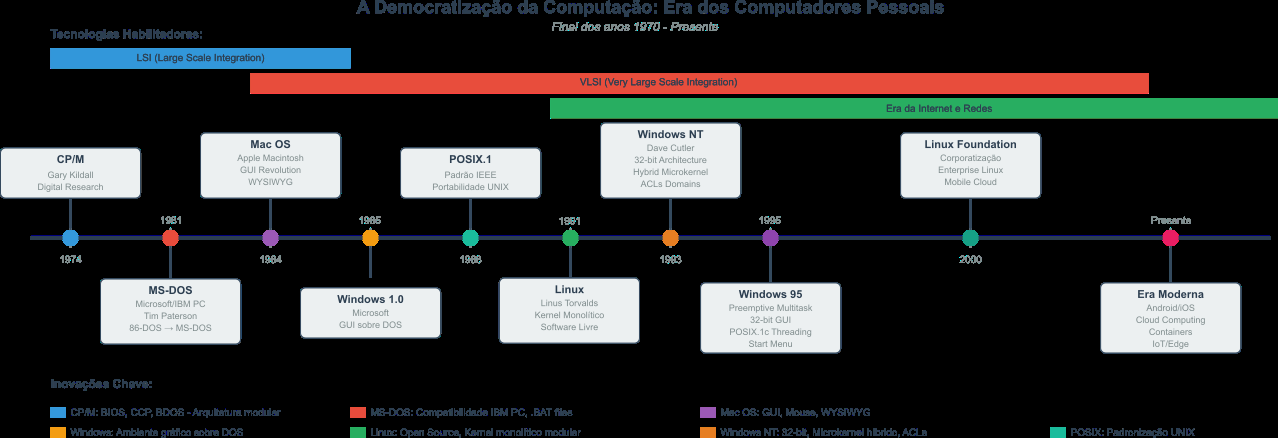 A Democratização da Computação: Era dos Computadores Pessoais
Final dos anos 1970 - Presente
Tecnologias Habilitadoras:
LSI (Large Scale Integration)
VLSI (Very Large Scale Integration)
Era da Internet e Redes
CP/M
Gary Kildall
Digital Research
Mac OS
Apple Macintosh
GUI Revolution
WYSIWYG
POSIX.1
Padrão IEEE
Portabilidade UNIX
Windows NT
Dave Cutler
32-bit Architecture
Hybrid Microkernel
ACLs Domains
Linux Foundation
Corporatização
Enterprise Linux
Mobile Cloud
1981
1985
1991
1995
Presente
1974
1984
1988
1993
2000
MS-DOS
Microsoft/IBM PC
Tim Paterson
86-DOS → MS-DOS
Windows 1.0
Microsoft
GUI sobre DOS
Linux
Linus Torvalds
Kernel Monolítico
Software Livre
Windows 95
Preemptive Multitask
32-bit GUI
POSIX.1c Threading
Start Menu
Era Moderna
Android/iOS
Cloud Computing
Containers
IoT/Edge
Inovações Chave:
CP/M: BIOS, CCP, BDOS - Arquitetura modular
MS-DOS: Compatibilidade IBM PC, .BAT files
Mac OS: GUI, Mouse, WYSIWYG
Windows: Ambiente gráfico sobre DOS
Linux: Open Source, Kernel monolítico modular
Windows NT: 32-bit, Microkernel híbrido, ACLs
POSIX: Padronização UNIX